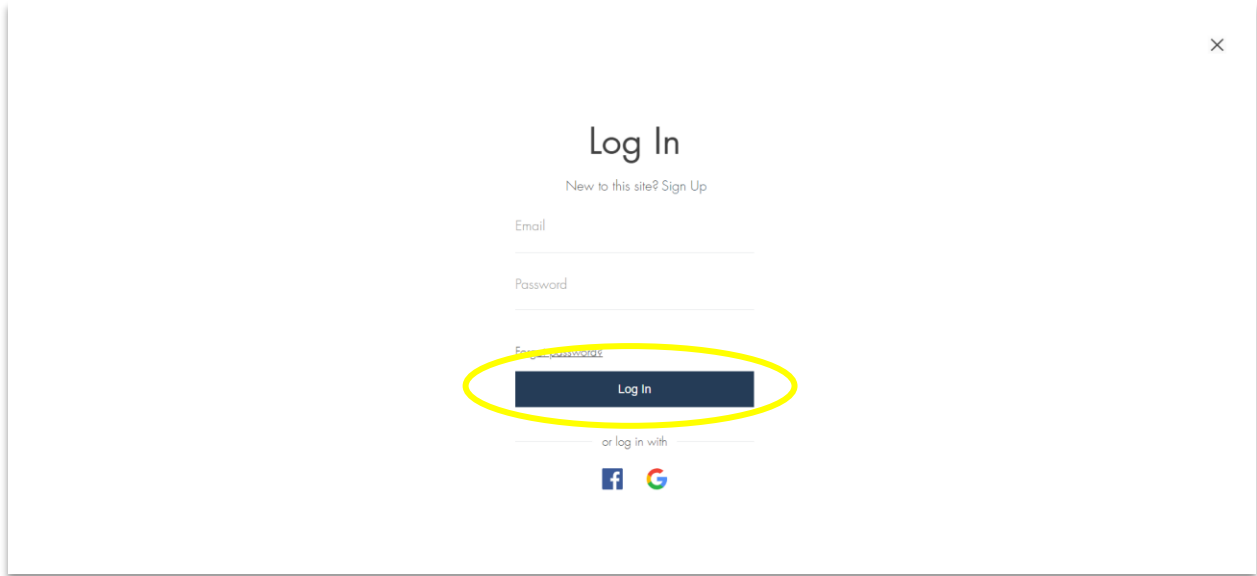 Log In
New to this site? Sign Up
Email
Password
Forgot password?
Log In
or log in with